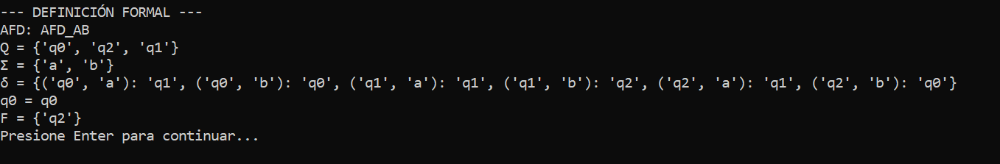 --- DEFINICIÓN FORMAL ---
AFD: AFD_AB
Q = {'q0', 'q2', 'q1'}
Σ = {'a', 'b'}
δ = {('q0', 'a'): 'q1', ('q0', 'b'): 'q0', ('q1', 'a'): 'q1', ('q1', 'b'): 'q2', ('q2', 'a'): 'q1', ('q2', 'b'): 'q0'}
q0 = q0
F = {'q2'}
Presione Enter para continuar...